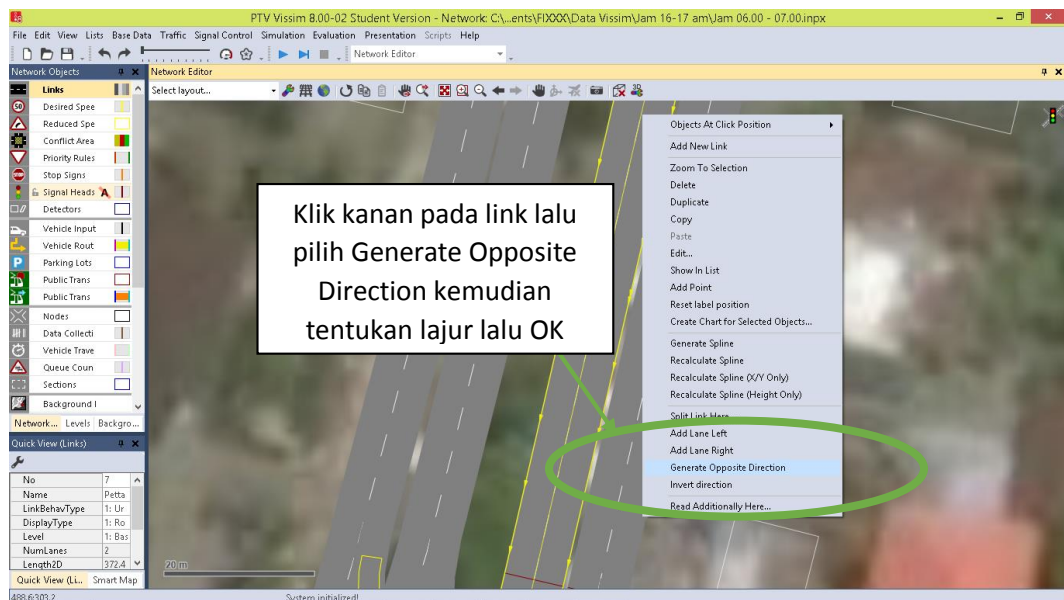 PTV Vissim 8.00-02 Student Version - Network: C:\...ents\FIXXX\Data Vissim\Jam 16-17 am\Jam 06.00 - 07.00.inpx
File Edit View Lists Base Data Traffic Signal Control Simulation Evaluation Presentation Scripts Help
Network Editor
Network Objects
Network Editor
Select layout...
Links
50
Desired Spee
Reduced Spe
Conflict Area
Priority Rules
Stop Signs
Signal Heads
Detectors
Vehicle Input
Vehicle Rout
P
Parking Lots
Public Trans
Public Trans
Nodes
Data Collecti
Vehicle Trave
Queue Coun
Sections
Background I
Network... Levels Backgro...
Quick View (Links)
No 7
Name Petta
LinkBehavType 1: Ur
DisplayType 1: Ro
Level 1: Bas
NumLanes 2
Length2D 372.4
Quick View (Li... Smart Map
Klik kanan pada link lalu
pilih Generate Opposite
Direction kemudian
tentukan lajur lalu OK
Objects At Click Position
Add New Link
Zoom To Selection
Delete
Duplicate
Copy
Paste
Edit...
Show In List
Add Point
Reset label position
Create Chart for Selected Objects...
Generate Spline
Recalculate Spline
Recalculate Spline (X/Y Only)
Recalculate Spline (Height Only)
Split Link Here
Add Lane Left
Add Lane Right
Generate Opposite Direction
Invert direction
Read Additionally Here...
20 m
488.6:303.2
System initialized!